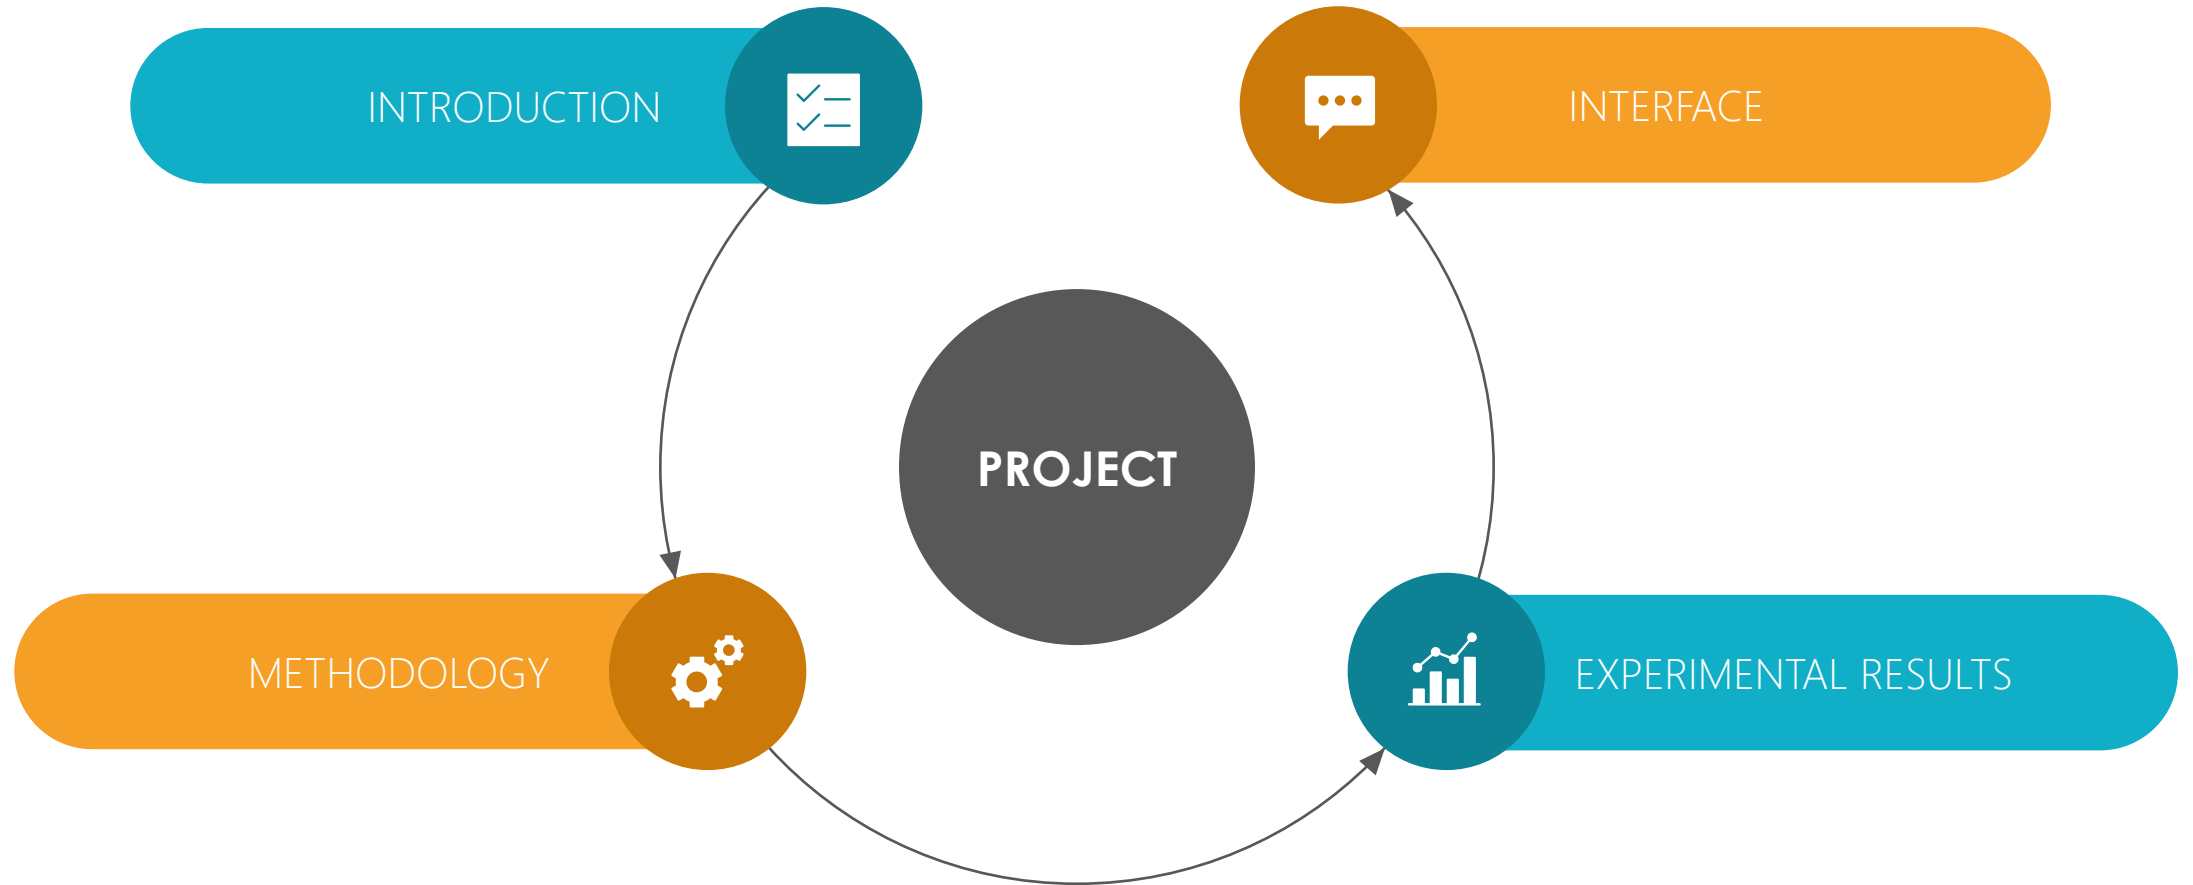 INTRODUCTION
INTERFACE
PROJECT
METHODOLOGY
EXPERIMENTAL RESULTS